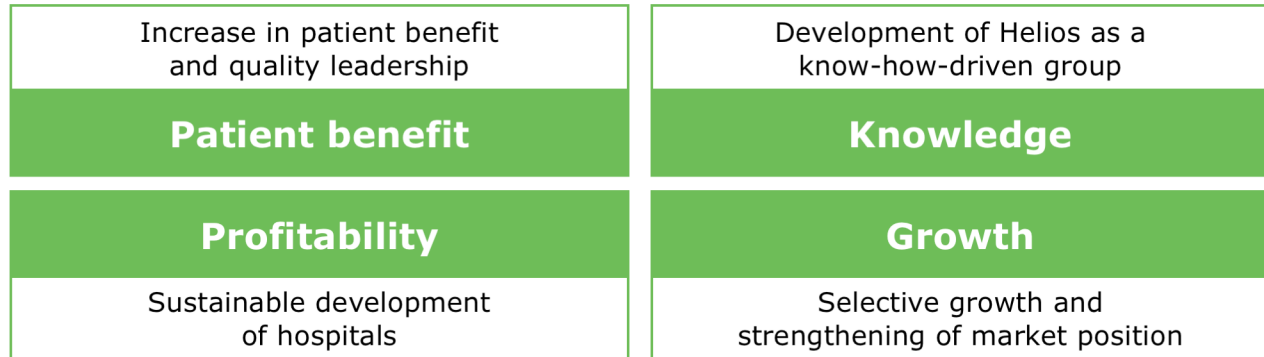 Increase in patient benefit
and quality leadership
Patient benefit
Development of Helios as a
know-how-driven group
Knowledge
Profitability
Sustainable development
of hospitals
Growth
Selective growth and
strengthening of market position